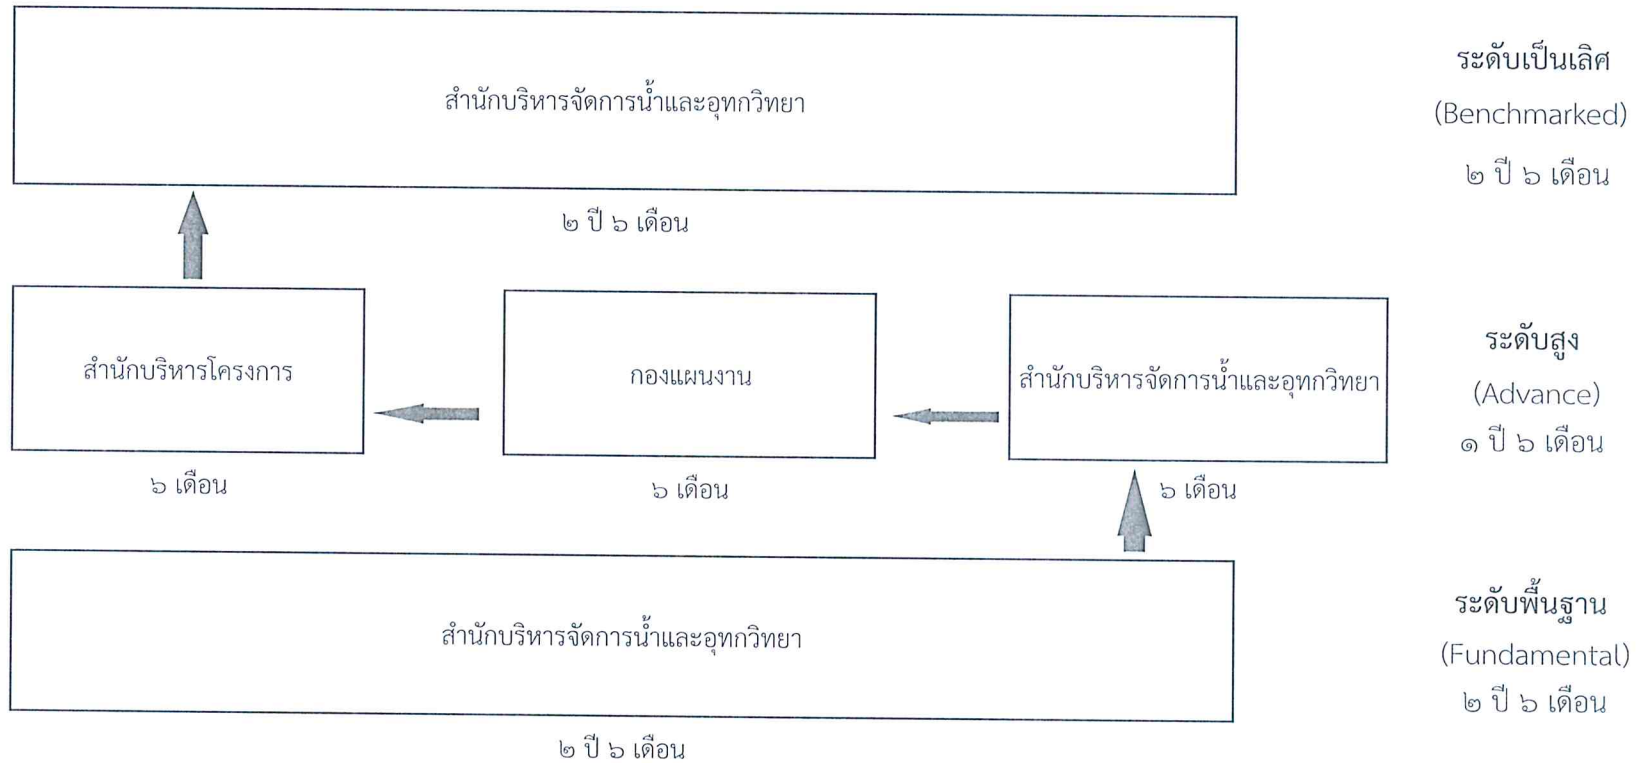 สำนักบริหารจัดการน้ำและอุทกวิทยา
ระดับเป็นเลิศ
(Benchmarked)
๒ ปี ๖ เดือน
๒ ปี ๖ เดือน
สำนักบริหารโครงการ
กองแผนงาน
สำนักบริหารจัดการน้ำและอุทกวิทยา
ระดับสูง
(Advance)
๑ ปี ๖ เดือน
๖ เดือน
๖ เดือน
๖ เดือน
สำนักบริหารจัดการน้ำและอุทกวิทยา
ระดับพื้นฐาน
(Fundamental)
๒ ปี ๖ เดือน
๒ ปี ๖ เดือน